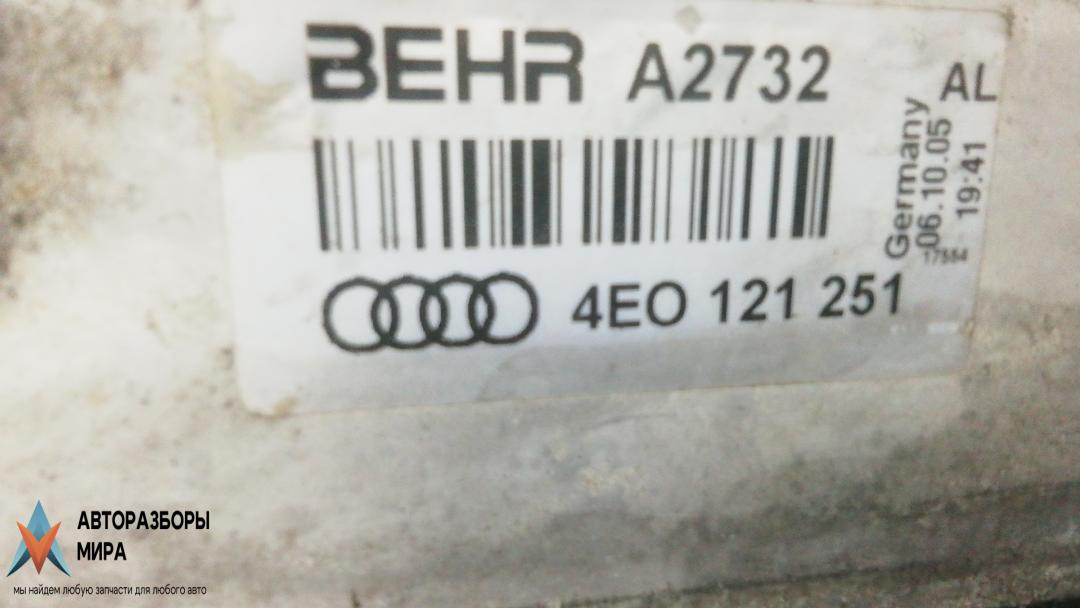 BEHR A2732
AL
Germany
06.10.05
19:41
17554
4EO 121 251
АВТОРАЗБОРЫ
МИРА
мы найдем любую запчасти для любого авто